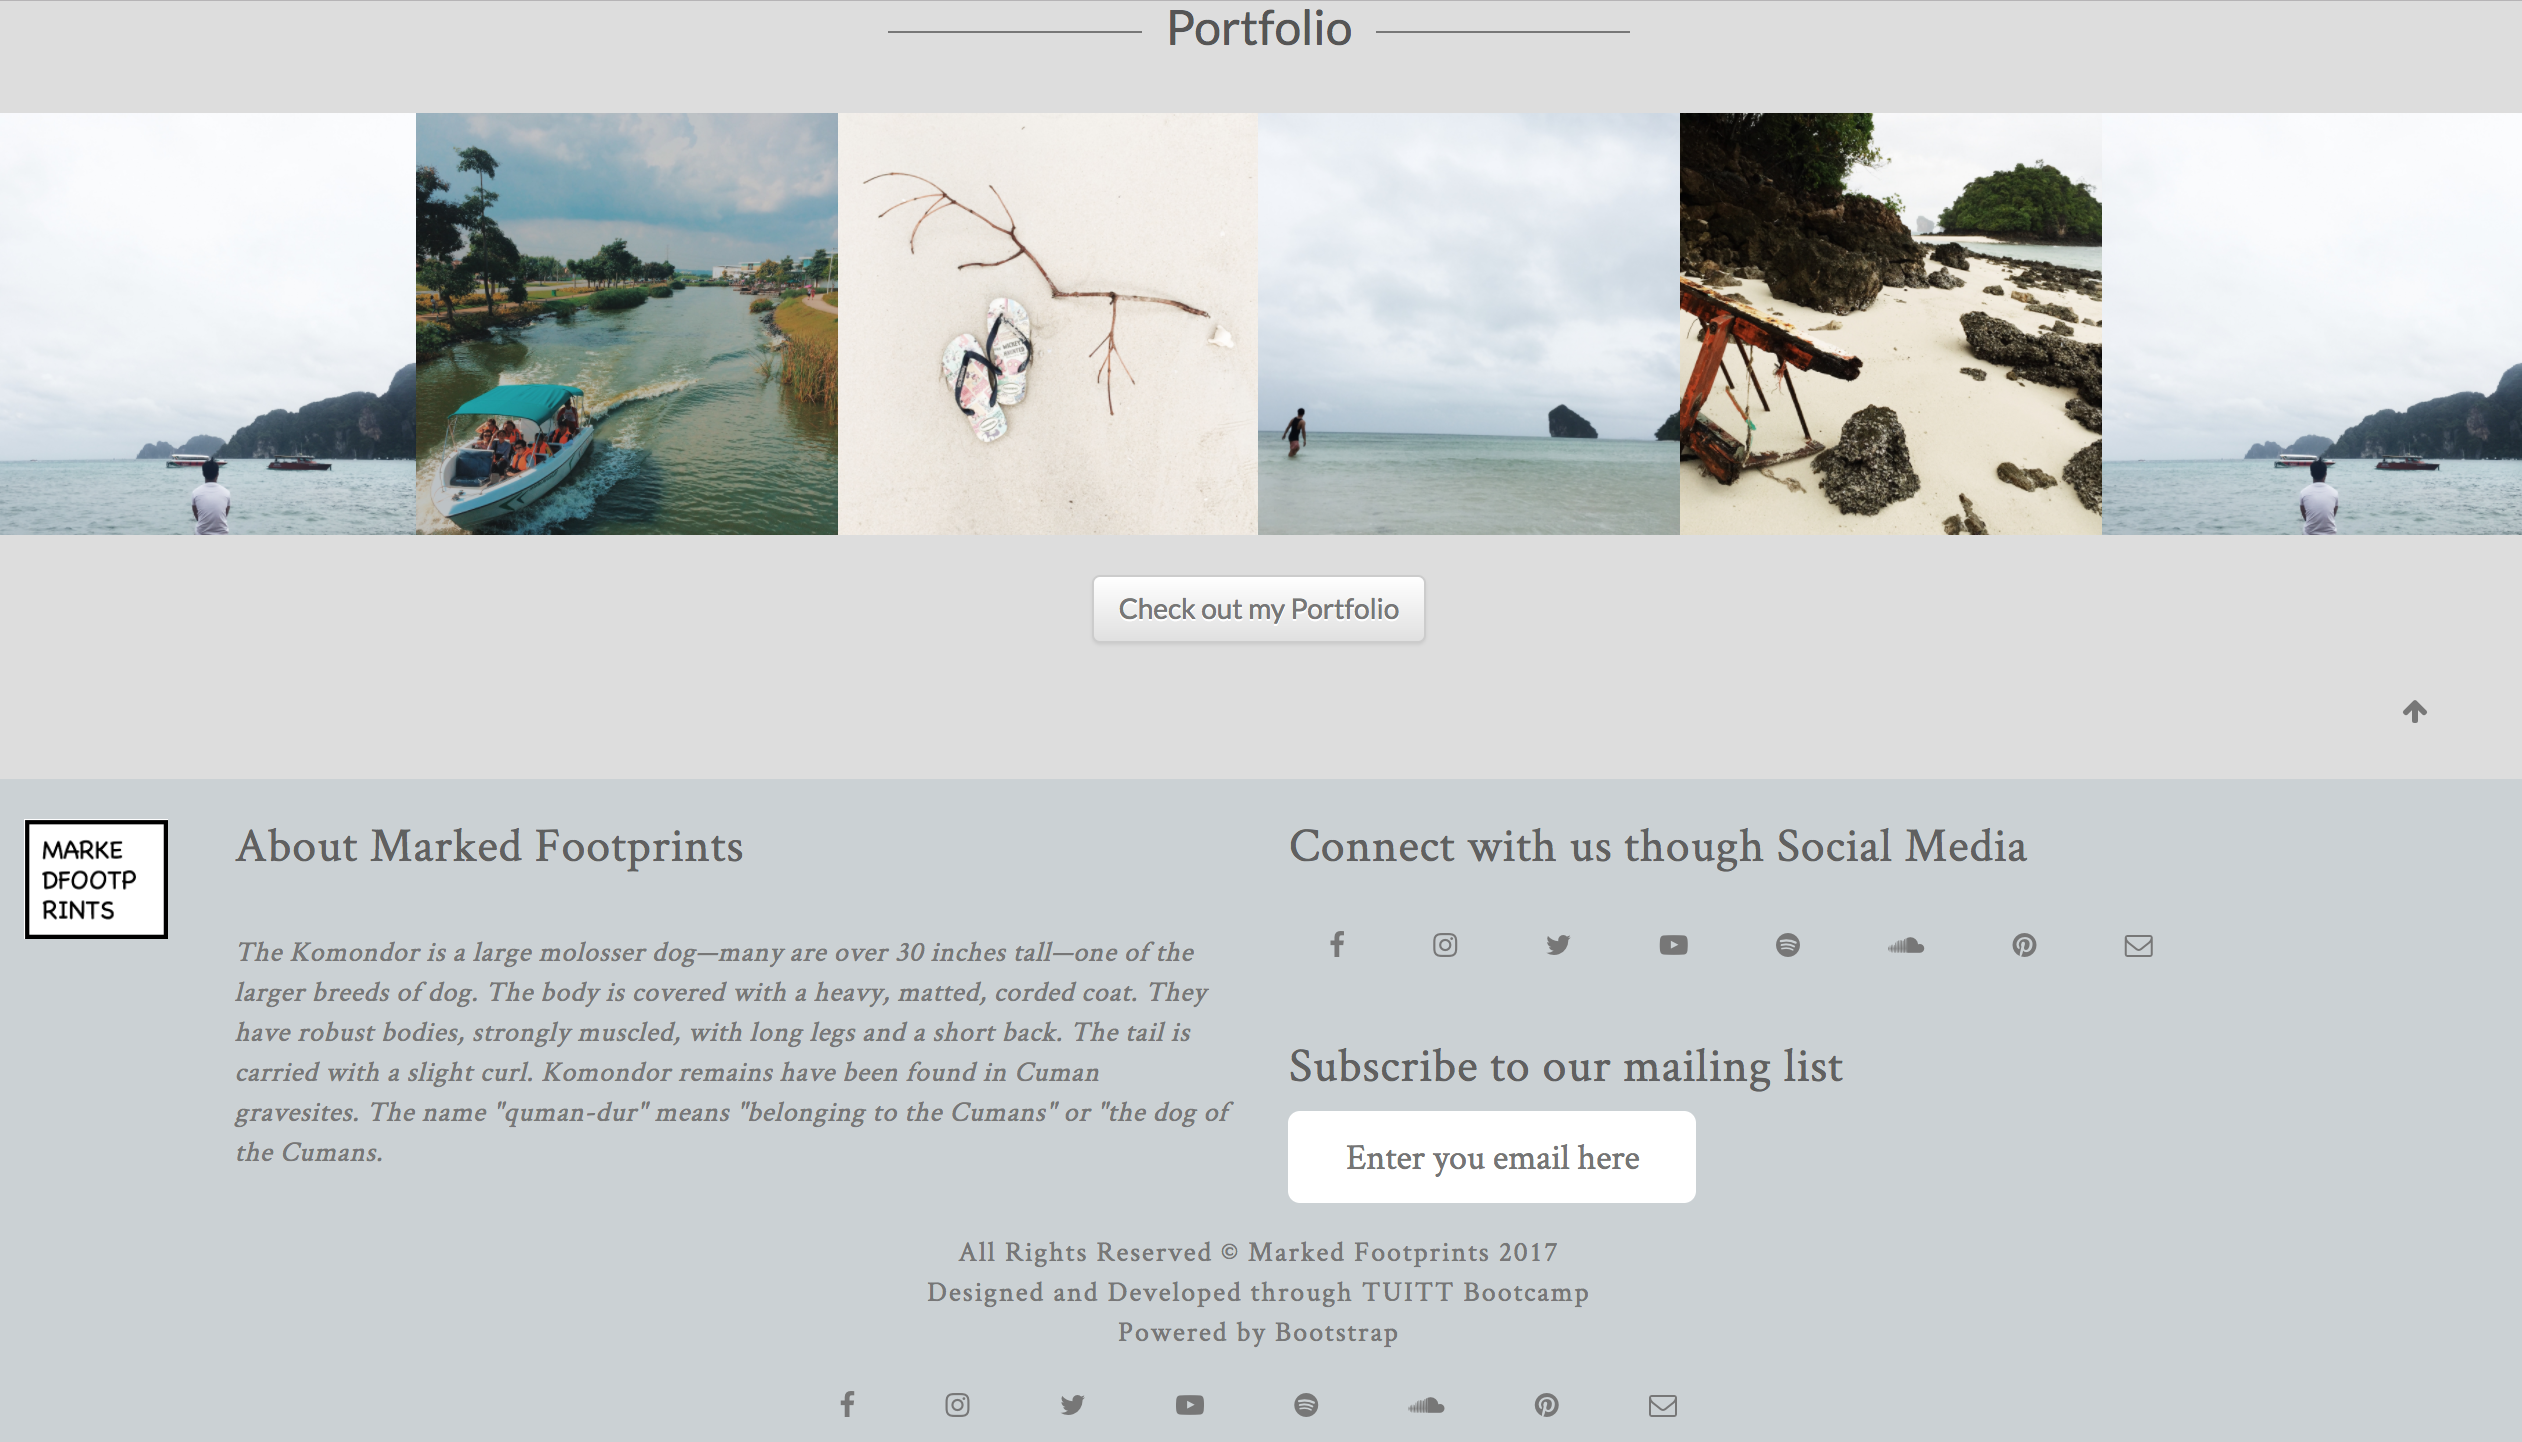 Portfolio
Check out my Portfolio
MARKE
DFOOTP
RINTS
About Marked Footprints
The Komondor is a large molosser dog—many are over 30 inches tall—one of the
larger breeds of dog. The body is covered with a heavy, matted, corded coat. They
have robust bodies, strongly muscled, with long legs and a short back. The tail is
carried with a slight curl. Komondor remains have been found in Cuman
gravesites. The name "quman-dur" means "belonging to the Cumans" or "the dog of
the Cumans.
Connect with us though Social Media
Subscribe to our mailing list
Enter you email here
All Rights Reserved © Marked Footprints 2017
Designed and Developed through TUITT Bootcamp
Powered by Bootstrap